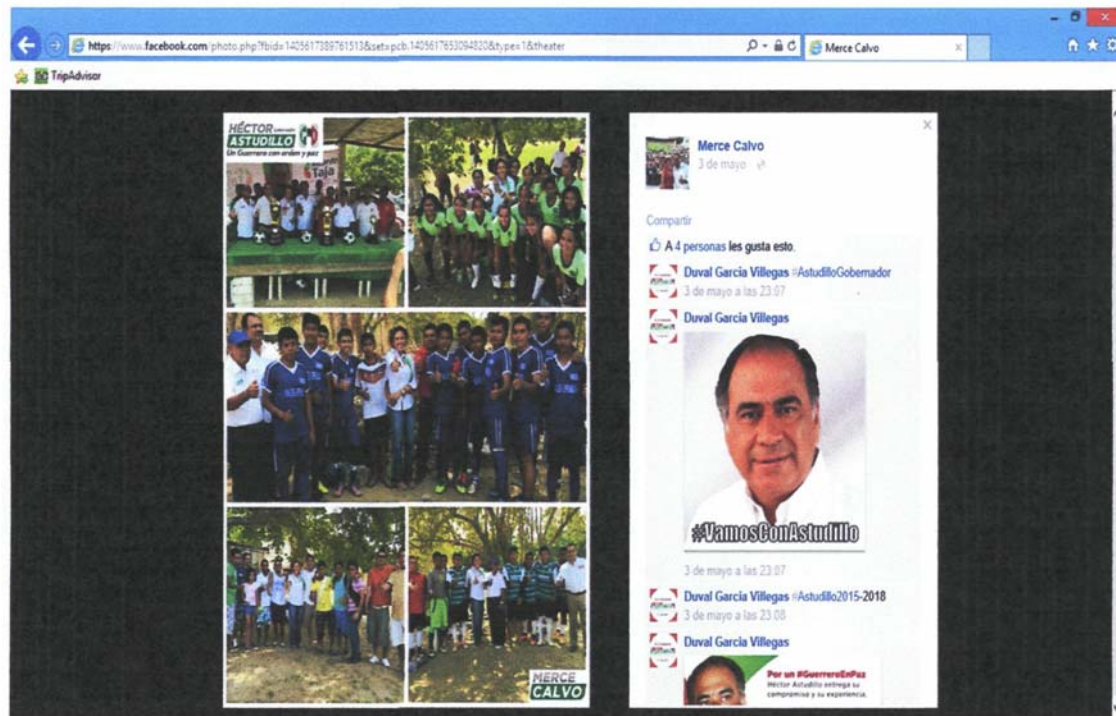 https://www.facebook.com/photo.php?fbid=1405617389761513&set=pcb.1405617653094820&type=1&theater
Merce Calvo
TripAdvisor
HÉCTOR
ASTUDILLO
PRI
Un Guerrero con orden y paz
Taja
Merce Calvo
3 de mayo
Compartir
A 4 personas les gusta esto.
Duval Garcia Villegas #AstudilloGobernador
3 de mayo a las 23:07
Duval Garcia Villegas
#VamosConAstudillo
3 de mayo a las 23:07
Duval Garcia Villegas #Astudillo2015-2018
3 de mayo a las 23:08
Duval Garcia Villegas
Por un #GuerreroEnPaz
Héctor Astudillo entrega su
compromiso y su experiencia.
MERCE
CALVO